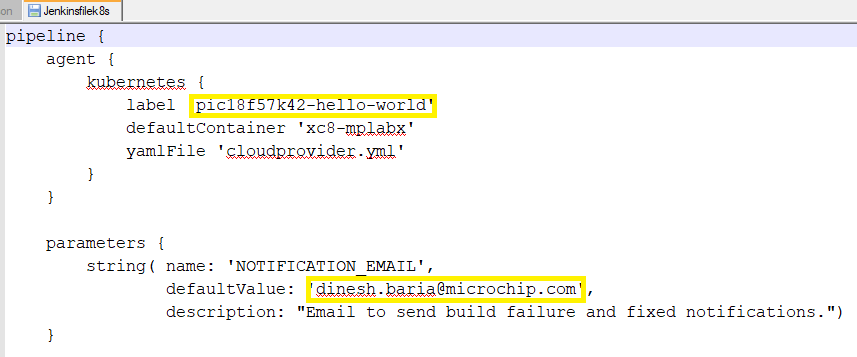 on
Jenkinsfilek8s
pipeline {
    agent {
        kubernetes {
            label 'pic18f57k42-hello-world'
            defaultContainer 'xc8-mplabx'
            yamlFile 'cloudprovider.yml'
        }
    }

    parameters {
        string( name: 'NOTIFICATION_EMAIL',
                defaultValue: 'dinesh.baria@microchip.com',
                description: "Email to send build failure and fixed notifications.")
    }